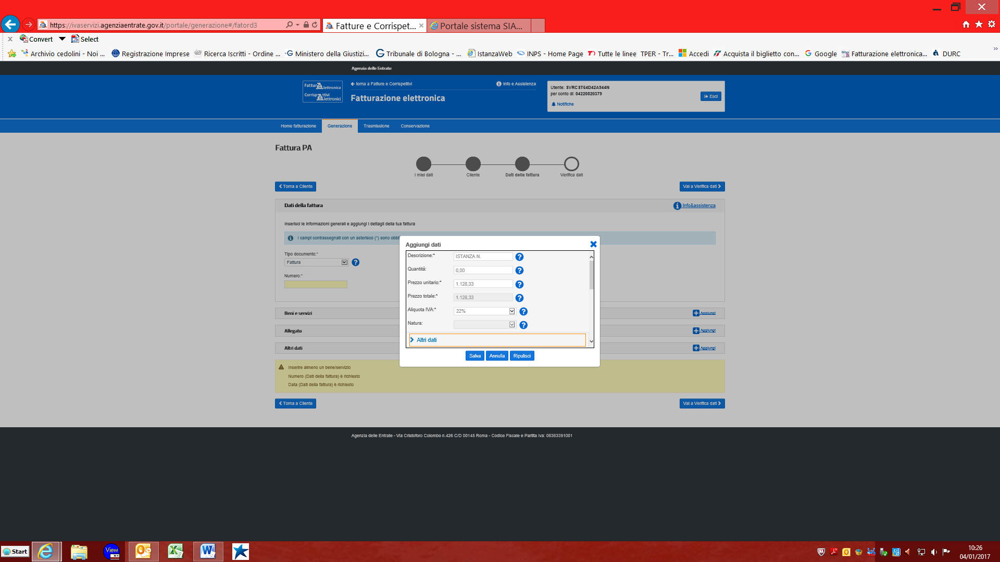 https://ivaservizi.agenziaentrate.gov.it/portale/generazione#/fatord3
Fatture e Corrispet...
Portale sistema SIA...
Convert
Select
Archivio cedolini - Noi ...
Registrazione Imprese
Ricerca Iscritti - Ordine ...
Ministero della Giustizi...
Tribunale di Bologna - ...
IstanzaWeb
INPS - Home Page
Tutte le linee TPER - Tr...
Accedi
Acquista il biglietto con...
Google
Fatturazione elettronica...
DURC
Agenzia delle Entrate
Fattur@ Elettronica
Corrisp@ttivi Elettronici
torna a Fatture e Corrispettivi
Info e Assistenza
Fatturazione elettronica
Utente: SVRCST64D42A944N
per conto di: 04220820379
Esci
Notifiche
Home fatturazione
Generazione
Trasmissione
Conservazione
Fattura PA
I miei dati
Cliente
Dati della fattura
Verifica dati
Torna a Cliente
Vai a Verifica dati
Dati della fattura
Info&assistenza
Inserisci le informazioni generali e aggiungi i dettagli della tua fattura
I campi contrassegnati con un asterisco (*) sono obbl
Tipo documento:*
Fattura
Numero:*
Aggiungi dati
Descrizione:*
ISTANZA N.
Quantità:
0,00
Prezzo unitario:*
1.128,33
Prezzo totale:*
1.128,33
Aliquota IVA:*
22%
Natura:
Altri dati
Salva
Annulla
Ripulisci
Beni e servizi
Aggiungi
Allegato
Aggiungi
Altri dati
Aggiungi
Inserire almeno un bene/servizio
Numero (Dati della fattura) è richiesto
Data (Dati della fattura) è richiesto
Torna a Cliente
Vai a Verifica dati
Agenzia delle Entrate - Via Cristoforo Colombo n.426 C/D 00145 Roma - Codice Fiscale e Partita Iva: 06363391001
Start
View
N1
10:26
04/01/2017